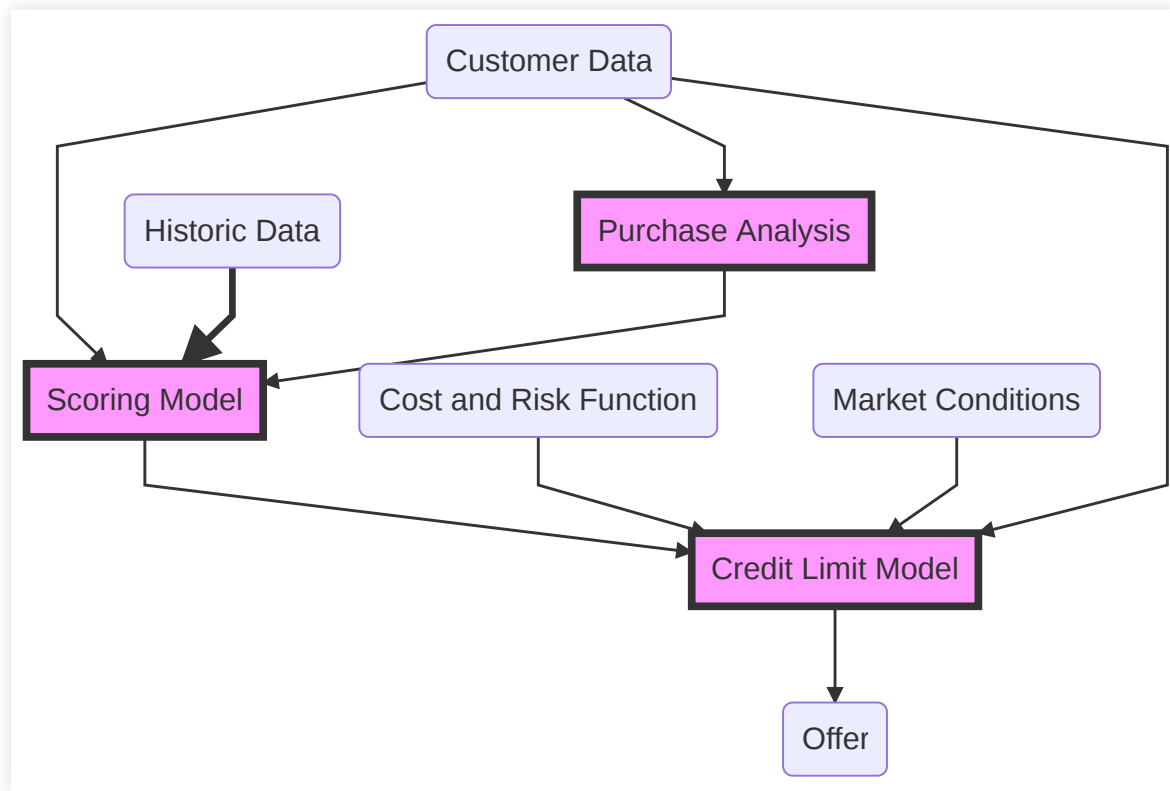 Customer Data
Historic Data
Purchase Analysis
Scoring Model
Cost and Risk Function
Market Conditions
Credit Limit Model
Offer